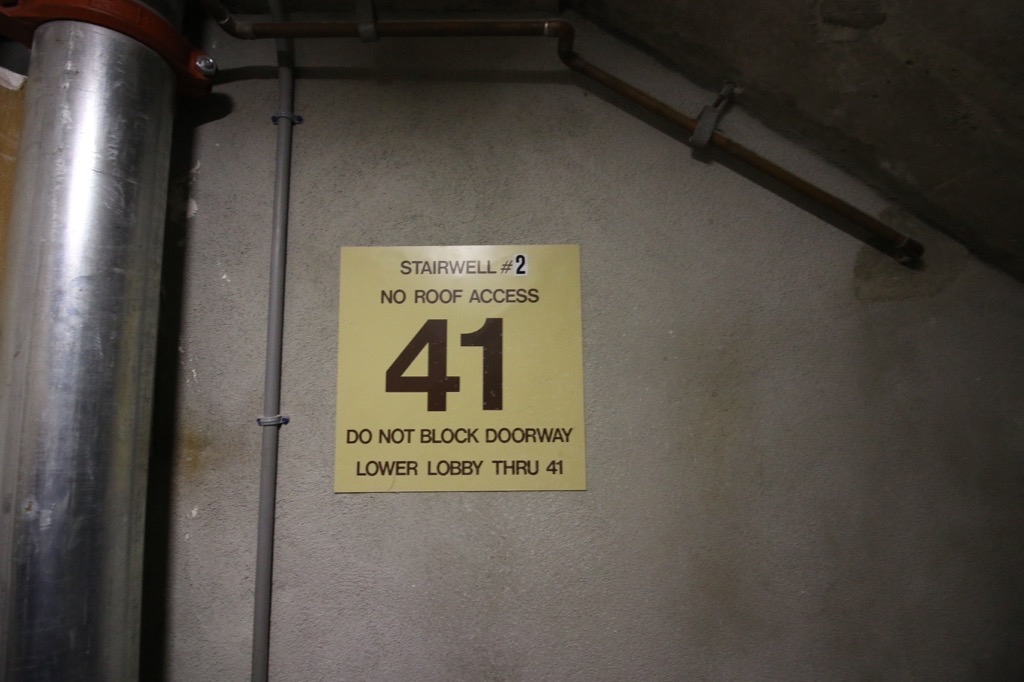 STAIRWELL #2
NO ROOF ACCESS
41
DO NOT BLOCK DOORWAY
LOWER LOBBY THRU 41